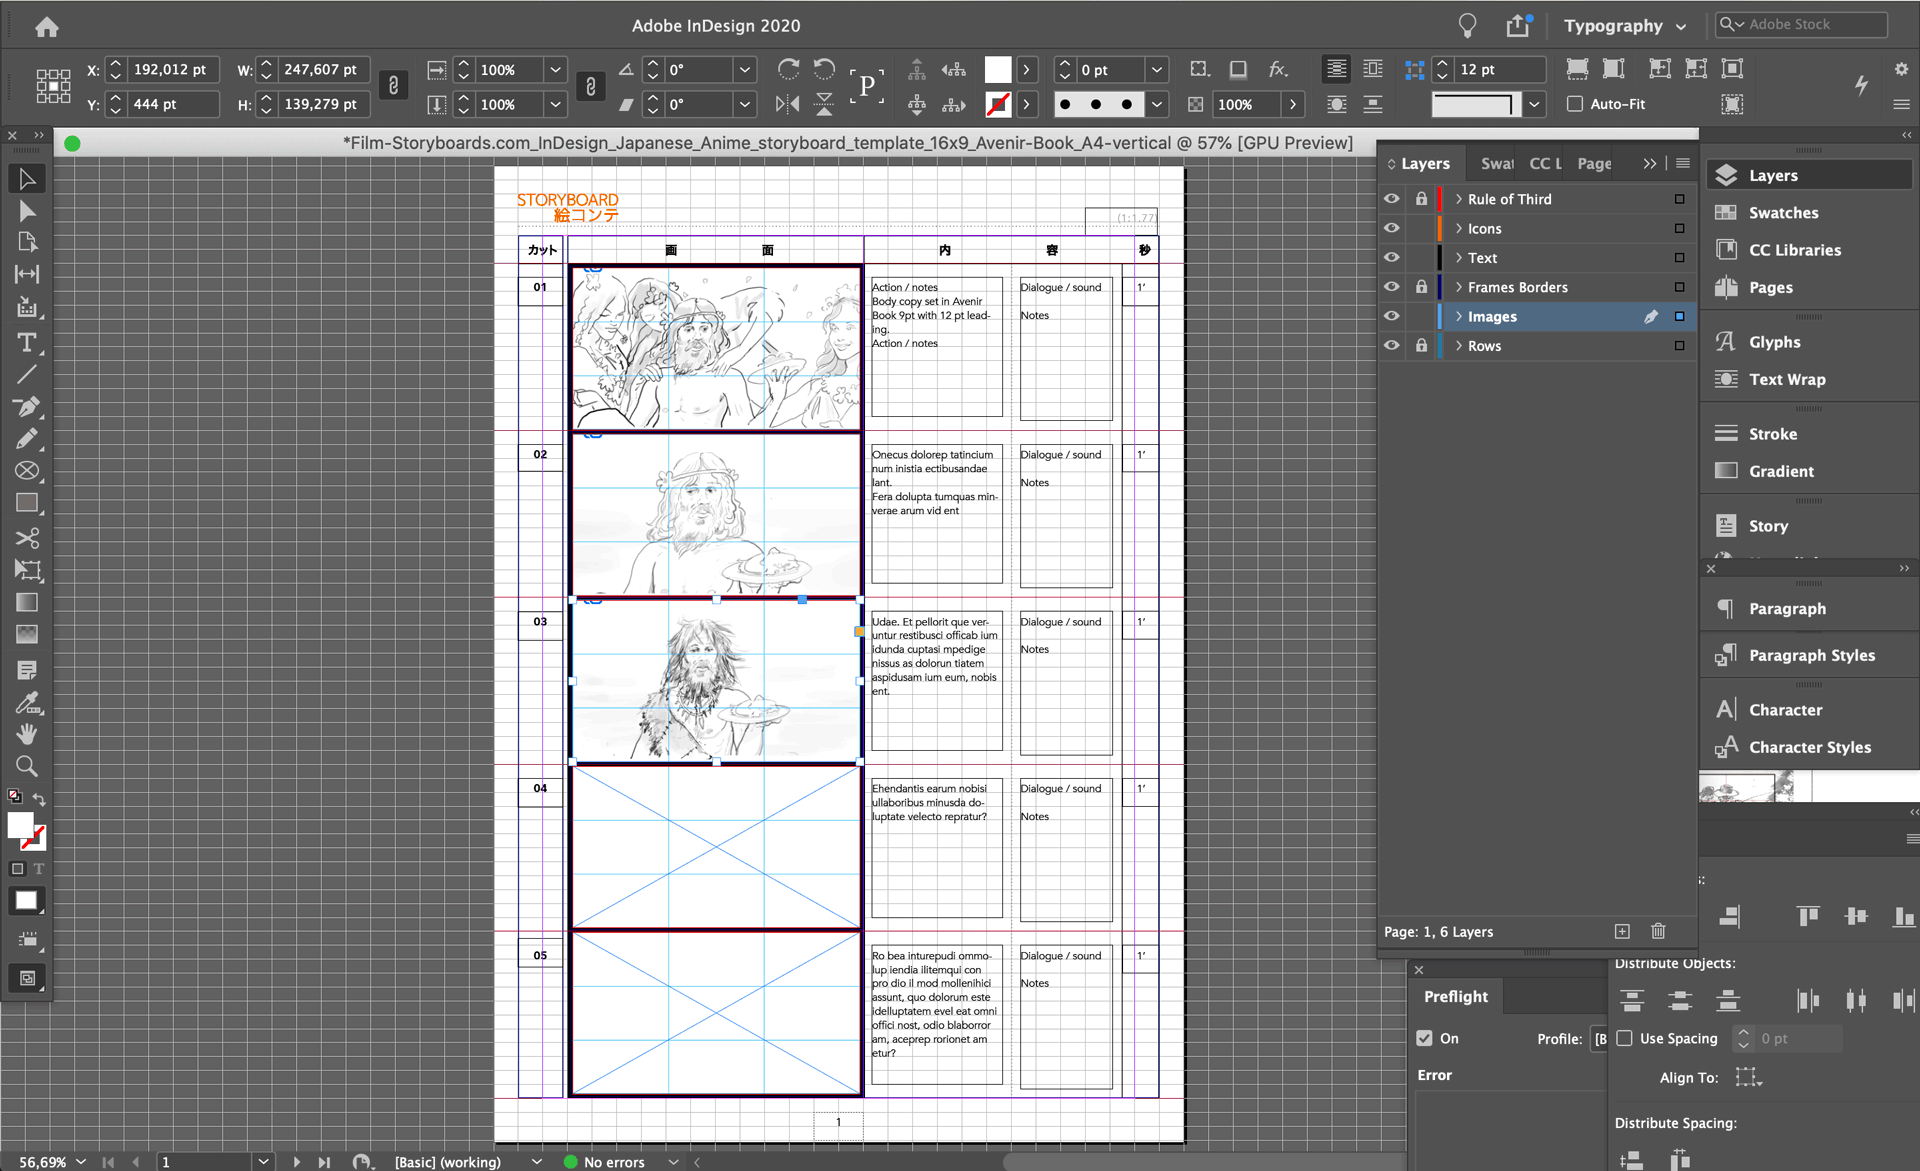 Adobe InDesign 2020
Typography
Adobe Stock
X: 192,012 pt
W: 247,607 pt
100%
0°
0 pt
12 pt
Y: 444 pt
H: 139,279 pt
100%
0°
100%
Auto-Fit
*Film-Storyboards.com_InDesign_Japanese_Anime_storyboard_template_16x9_Avenir-Book_A4-vertical @ 57% [GPU Preview]
STORYBOARD
絵コンテ
(1:1.77)
カット
画
面
内
容
秒
01
Action / notes
Body copy set in Avenir
Book 9pt with 12 pt lead-
ing.
Action / notes
Dialogue / sound
Notes
1'
02
Onecus dolorep tatincium
num inistia ectibusandae
lant.
Fera dolupta tumquas min-
verae arum vid ent
Dialogue / sound
Notes
1'
03
Udae. Et pellorit que ver-
untur restibusci officab ium
idunda cuptasi mpedige
nissus as dolorun tiatem
aspidusam ium eum, nobis
ent.
Dialogue / sound
Notes
1'
04
Ehendantis earum nobisi
ullaboribus minusda do-
luptate velecto repratur?
Dialogue / sound
Notes
1'
05
Ro bea inturepudi ommo-
lup iendia ilitemqui con
pro dio il mod mollenihici
assunt, quo dolorum este
idelluptatem evel eat omni
offici nost, odio blaborror
am, aceprep rorionet am
etur?
Dialogue / sound
Notes
1'
1
Layers
Swat
CC L
Page
Rule of Third
Icons
Text
Frames Borders
Images
Rows
Page: 1, 6 Layers
Layers
Swatches
CC Libraries
Pages
Glyphs
Text Wrap
Stroke
Gradient
Story
Paragraph
Paragraph Styles
Character
Character Styles
Distribute Objects:
Use Spacing
0 pt
Align To:
Distribute Spacing:
Preflight
On
Profile: [B
Error
56,69%
1
[Basic] (working)
No errors